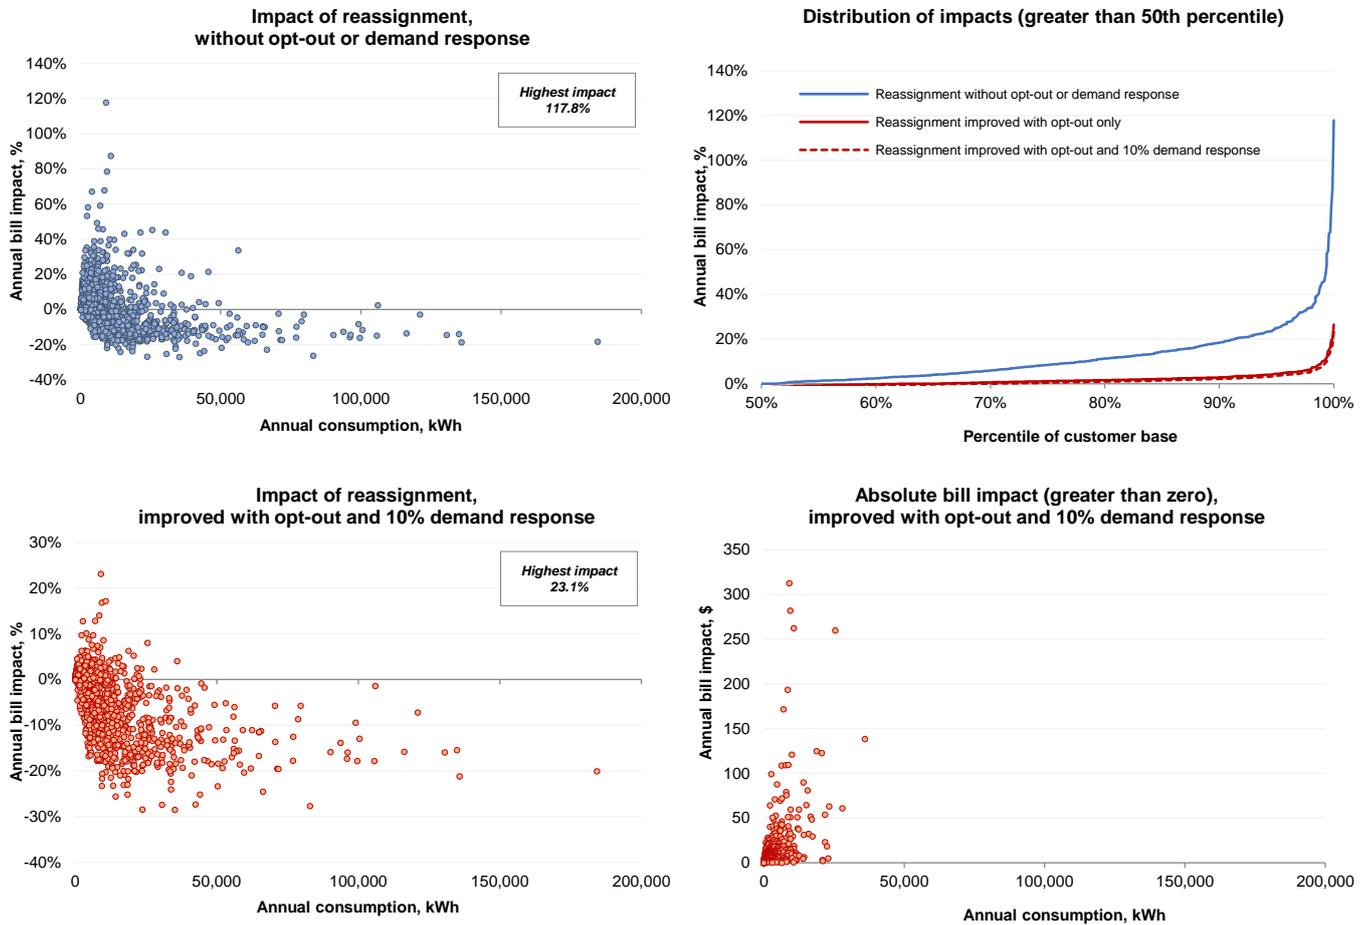 Impact of reassignment,
without opt-out or demand response
140%
120%
100%
80%
60%
40%
20%
0%
-20%
-40%
Annual bill impact, %
Highest impact
117.8%
0 50,000 100,000 150,000 200,000
Annual consumption, kWh
Distribution of impacts (greater than 50th percentile)
140%
120%
100%
80%
60%
40%
20%
0%
Annual bill impact, %
Reassignment without opt-out or demand response
Reassignment improved with opt-out only
Reassignment improved with opt-out and 10% demand response
50% 60% 70% 80% 90% 100%
Percentile of customer base
Impact of reassignment,
improved with opt-out and 10% demand response
30%
20%
10%
0%
-10%
-20%
-30%
-40%
Annual bill impact, %
Highest impact
23.1%
0 50,000 100,000 150,000 200,000
Annual consumption, kWh
Absolute bill impact (greater than zero),
improved with opt-out and 10% demand response
350
300
250
200
150
100
50
0
Annual bill impact, $
0 50,000 100,000 150,000 200,000
Annual consumption, kWh